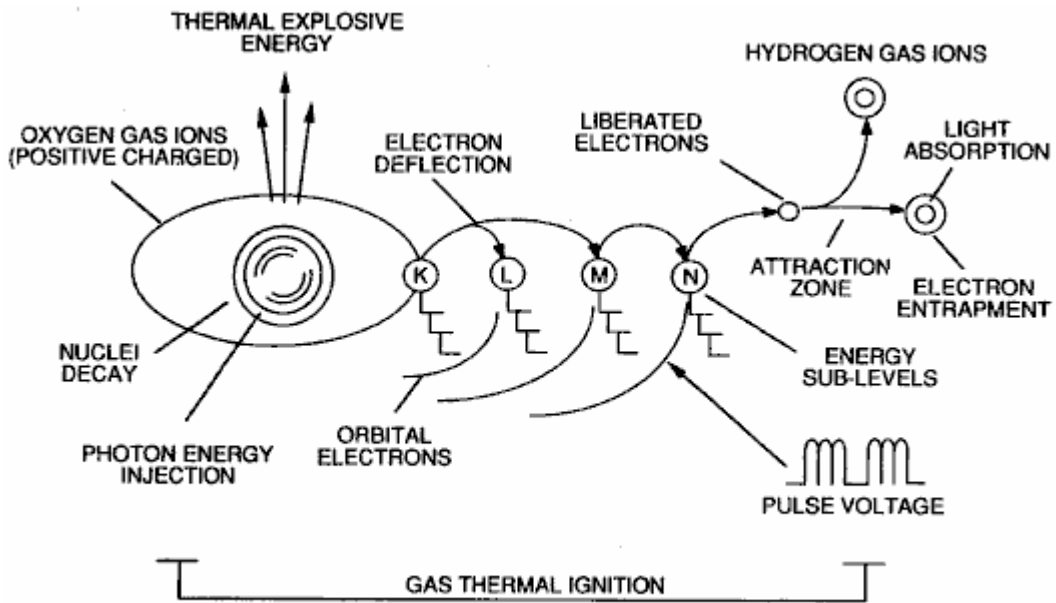 THERMAL EXPLOSIVE
ENERGY
HYDROGEN GAS IONS
OXYGEN GAS IONS
(POSITIVE CHARGED)
ELECTRON
DEFLECTION
LIBERATED
ELECTRONS
LIGHT
ABSORPTION
K
L
M
N
ATTRACTION
ZONE
ELECTRON
ENTRAPMENT
NUCLEI
DECAY
ENERGY
SUB-LEVELS
PHOTON ENERGY
INJECTION
ORBITAL
ELECTRONS
PULSE VOLTAGE
GAS THERMAL IGNITION